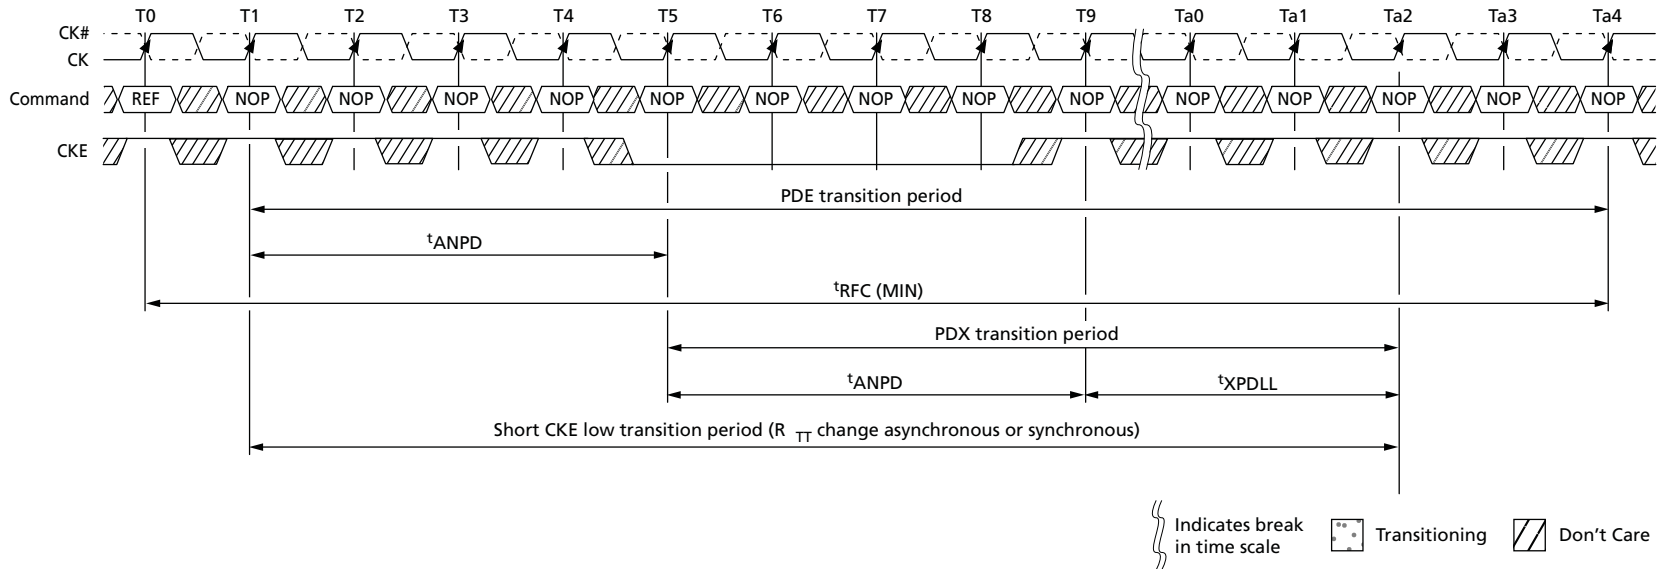 T0 T1 T2 T3 T4 T5 T6 T7 T8 T9 Ta0 Ta1 Ta2 Ta3 Ta4
CK#
CK
Command REF NOP NOP NOP NOP NOP NOP NOP NOP NOP NOP NOP NOP NOP NOP
CKE
PDE transition period
tANPD
tRFC (MIN)
PDX transition period
tANPD tXPDLL
Short CKE low transition period (R TT change asynchronous or synchronous)
Indicates break
in time scale
Transitioning
Don't Care